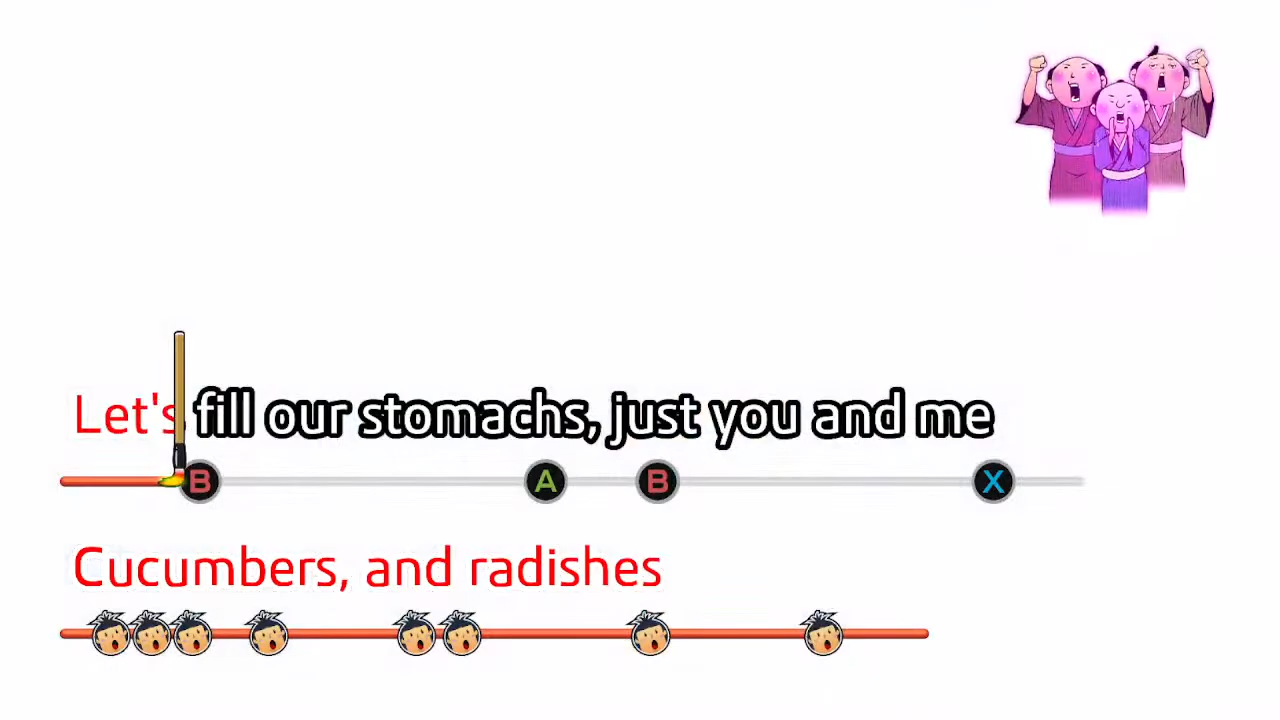 Let's fill our stomachs, just you and me
B A B X
Cucumbers, and radishes